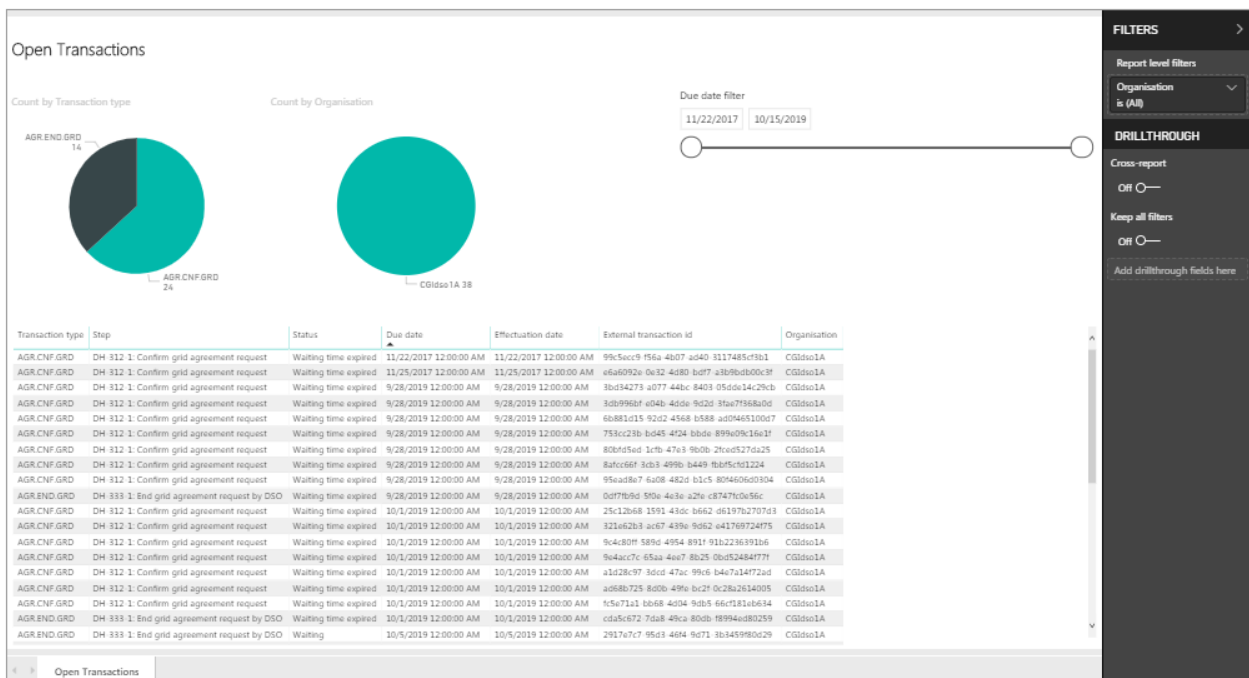 Open Transactions
Count by Transaction type
Count by Organisation
Due date filter
11/22/2017 10/15/2019
AGR.END.GRD
14
AGR.CNF.GRD
24
CGIdso1A 38
Transaction type Step Status Due date Effectuation date External transaction id Organisation
AGR.CNF.GRD DH-312-1: Confirm grid agreement request Waiting time expired 11/22/2017 12:00:00 AM 11/22/2017 12:00:00 AM 99c5ecc9-f56a-4b07-ad40-3117485cf3b1 CGIdso1A
AGR.CNF.GRD DH-312-1: Confirm grid agreement request Waiting time expired 11/25/2017 12:00:00 AM 11/25/2017 12:00:00 AM e6a6092e-0e32-4d80-bdf7-a3b9bdb00c3f CGIdso1A
AGR.CNF.GRD DH-312-1: Confirm grid agreement request Waiting time expired 9/28/2019 12:00:00 AM 9/28/2019 12:00:00 AM 3bd34273-a077-44bc-8403-05dde14c29cb CGIdso1A
AGR.CNF.GRD DH-312-1: Confirm grid agreement request Waiting time expired 9/28/2019 12:00:00 AM 9/28/2019 12:00:00 AM 3db996bf-e04b-4dde-9d2d-3fae7f368a0d CGIdso1A
AGR.CNF.GRD DH-312-1: Confirm grid agreement request Waiting time expired 9/28/2019 12:00:00 AM 9/28/2019 12:00:00 AM 6b881d15-92d2-4568-b588-ad0f465100d7 CGIdso1A
AGR.CNF.GRD DH-312-1: Confirm grid agreement request Waiting time expired 9/28/2019 12:00:00 AM 9/28/2019 12:00:00 AM 753cc23b-bd45-4f24-bbde-899e09c16e1f CGIdso1A
AGR.CNF.GRD DH-312-1: Confirm grid agreement request Waiting time expired 9/28/2019 12:00:00 AM 9/28/2019 12:00:00 AM 80bfd5ed-1cfb-47e3-9b0b-2fced527da25 CGIdso1A
AGR.CNF.GRD DH-312-1: Confirm grid agreement request Waiting time expired 9/28/2019 12:00:00 AM 9/28/2019 12:00:00 AM 8afcc66f-3cb3-499b-b449-fbbf5cfd1224 CGIdso1A
AGR.CNF.GRD DH-312-1: Confirm grid agreement request Waiting time expired 9/28/2019 12:00:00 AM 9/28/2019 12:00:00 AM 95ead8e7-6a08-482d-b1c5-80f4606d0304 CGIdso1A
AGR.END.GRD DH-333-1: End grid agreement request by DSO Waiting time expired 9/28/2019 12:00:00 AM 9/28/2019 12:00:00 AM 0df7fb9d-5f0e-4e3e-a2fe-c8747fc0e56c CGIdso1A
AGR.CNF.GRD DH-312-1: Confirm grid agreement request Waiting time expired 10/1/2019 12:00:00 AM 10/1/2019 12:00:00 AM 25c12b68-1591-43dc-b662-d6197b2707d3 CGIdso1A
AGR.CNF.GRD DH-312-1: Confirm grid agreement request Waiting time expired 10/1/2019 12:00:00 AM 10/1/2019 12:00:00 AM 321e62b3-ac67-439e-9d62-e41769724f75 CGIdso1A
AGR.CNF.GRD DH-312-1: Confirm grid agreement request Waiting time expired 10/1/2019 12:00:00 AM 10/1/2019 12:00:00 AM 9c4c80ff-589d-4954-891f-91b2236391b6 CGIdso1A
AGR.CNF.GRD DH-312-1: Confirm grid agreement request Waiting time expired 10/1/2019 12:00:00 AM 10/1/2019 12:00:00 AM 9e4acc7c-65aa-4ee7-8b25-0bd52484f77f CGIdso1A
AGR.CNF.GRD DH-312-1: Confirm grid agreement request Waiting time expired 10/1/2019 12:00:00 AM 10/1/2019 12:00:00 AM a1d28c97-3dcd-47ac-99c6-b4e7a14f72ad CGIdso1A
AGR.CNF.GRD DH-312-1: Confirm grid agreement request Waiting time expired 10/1/2019 12:00:00 AM 10/1/2019 12:00:00 AM ad68b725-8d0b-49fe-bc2f-0c28a2614005 CGIdso1A
AGR.CNF.GRD DH-312-1: Confirm grid agreement request Waiting time expired 10/1/2019 12:00:00 AM 10/1/2019 12:00:00 AM fc5e71a1-bb68-4d04-9db5-66cf181eb634 CGIdso1A
AGR.END.GRD DH-333-1: End grid agreement request by DSO Waiting time expired 10/1/2019 12:00:00 AM 10/1/2019 12:00:00 AM cda5c672-7da8-49ca-80db-f8994ed80259 CGIdso1A
AGR.END.GRD DH-333-1: End grid agreement request by DSO Waiting 10/5/2019 12:00:00 AM 10/5/2019 12:00:00 AM 2917e7c7-95d3-46f4-9d71-3b3459f80d29 CGIdso1A
Open Transactions
FILTERS
Report level filters
Organisation
is (All)
DRILLTHROUGH
Cross-report
Off
Keep all filters
Off
Add drillthrough fields here